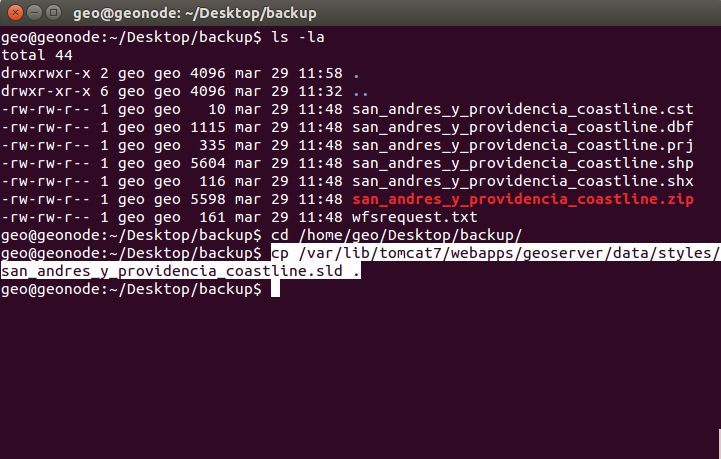 geo@geonode: ~/Desktop/backup
geo@geonode:~/Desktop/backup$ ls -la
total 44
drwxrwxr-x 2 geo geo 4096 mar 29 11:58 .
drwxr-xr-x 6 geo geo 4096 mar 29 11:32 ..
-rw-rw-r-- 1 geo geo   10 mar 29 11:48 san_andres_y_providencia_coastline.cst
-rw-rw-r-- 1 geo geo 1115 mar 29 11:48 san_andres_y_providencia_coastline.dbf
-rw-rw-r-- 1 geo geo  335 mar 29 11:48 san_andres_y_providencia_coastline.prj
-rw-rw-r-- 1 geo geo 5604 mar 29 11:48 san_andres_y_providencia_coastline.shp
-rw-rw-r-- 1 geo geo  116 mar 29 11:48 san_andres_y_providencia_coastline.shx
-rw-rw-r-- 1 geo geo 5598 mar 29 11:48 san_andres_y_providencia_coastline.zip
-rw-rw-r-- 1 geo geo  161 mar 29 11:48 wfsrequest.txt
geo@geonode:~/Desktop/backup$ cd /home/geo/Desktop/backup/
geo@geonode:~/Desktop/backup$ cp /var/lib/tomcat7/webapps/geoserver/data/styles/
san_andres_y_providencia_coastline.sld .
geo@geonode:~/Desktop/backup$